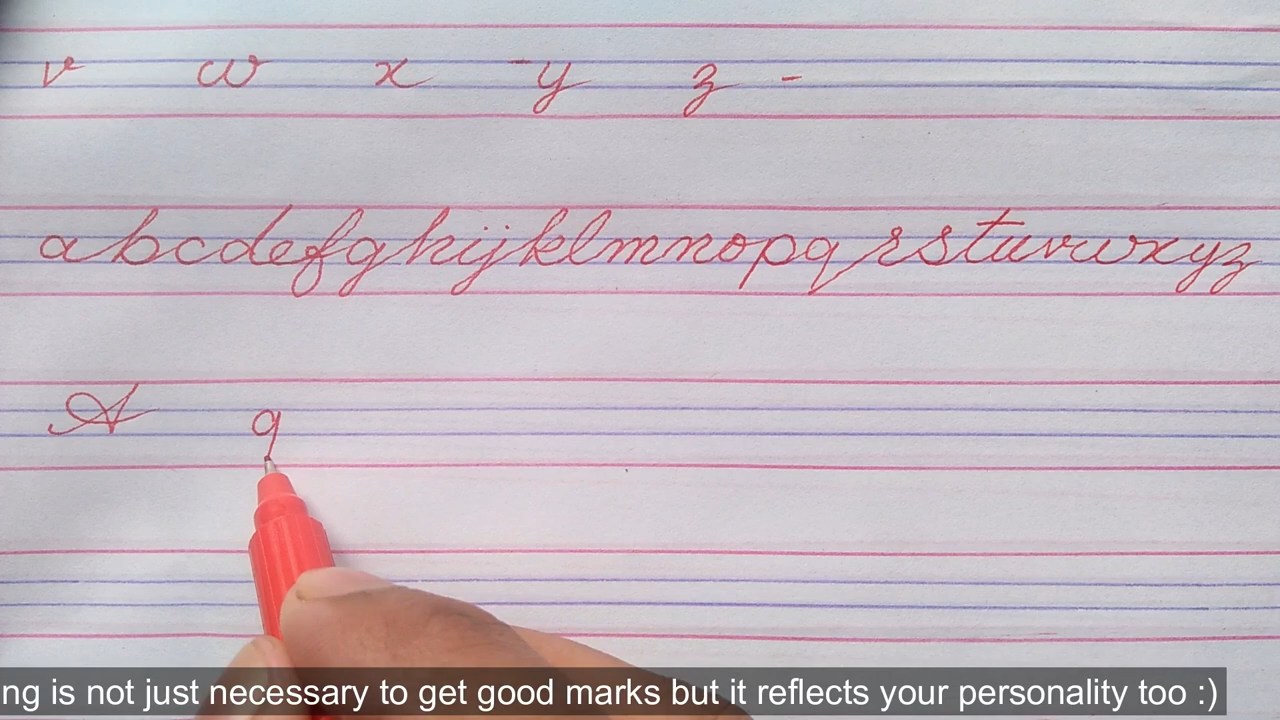 v w x y z -
abcdefghijklmnopqrstuvwxyz
A q
ng is not just necessary to get good marks but it reflects your personality too :)